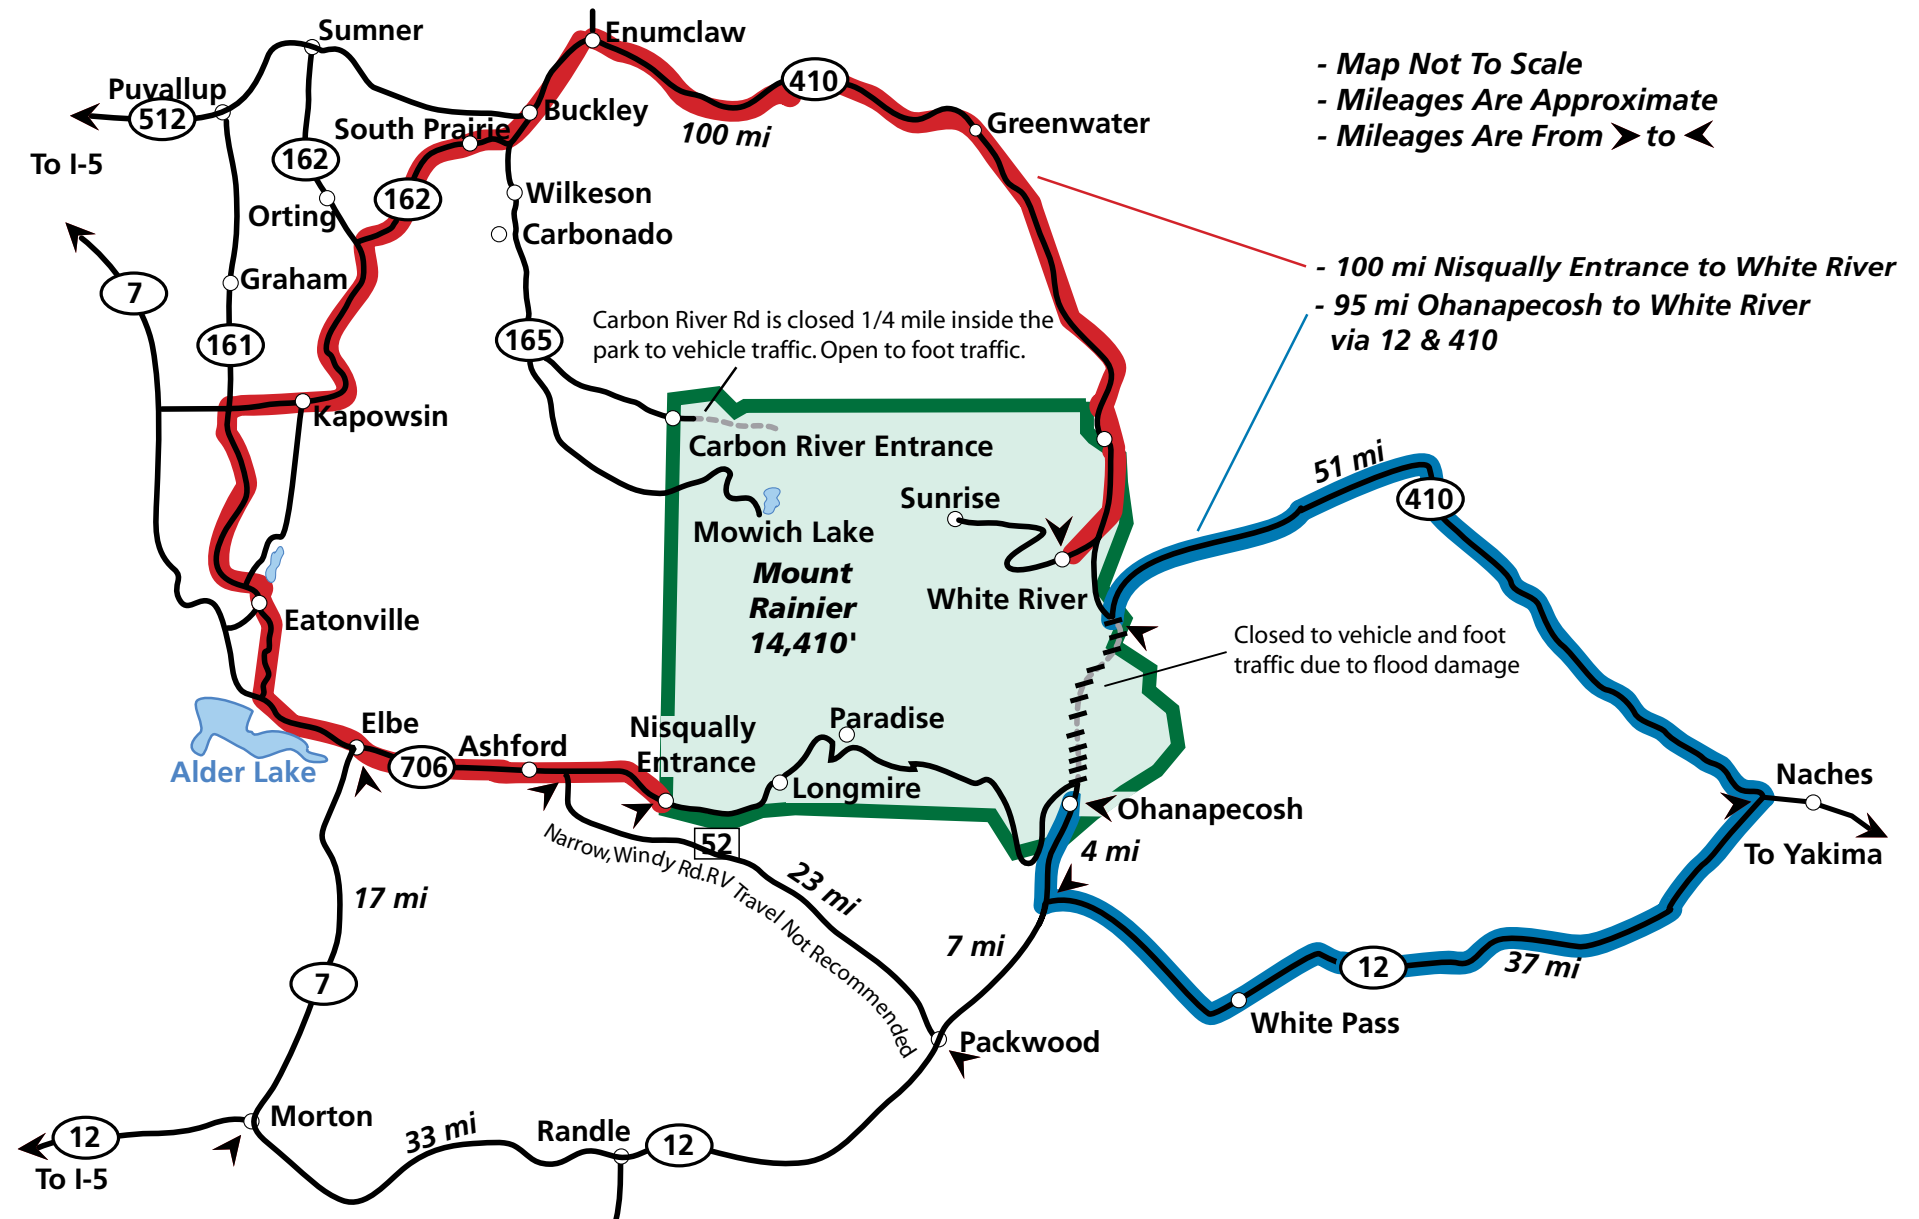 Sumner
Enumclaw
410
- Map Not To Scale
- Mileages Are Approximate
- Mileages Are From to
Puyallup
512
To I-5
South Prairie
Buckley
100 mi
Greenwater
162
162
Wilkeson
Orting
Carbonado
7
Graham
- 100 mi Nisqually Entrance to White River
- 95 mi Ohanapecosh to White River
via 12 & 410
161
165
Carbon River Rd is closed 1/4 mile inside the
park to vehicle traffic. Open to foot traffic.
Kapowsin
Carbon River Entrance
51 mi
410
Sunrise
Mowich Lake
Mount
Rainier
14,410'
White River
Eatonville
Closed to vehicle and foot
traffic due to flood damage
Elbe
Alder Lake
706
Ashford
Nisqually
Entrance
Paradise
Longmire
Ohanapecosh
Naches
To Yakima
52
4 mi
Narrow, Windy Rd. RV Travel Not Recommended
23 mi
17 mi
7 mi
12
37 mi
7
White Pass
Packwood
Morton
33 mi
Randle
12
12
To I-5